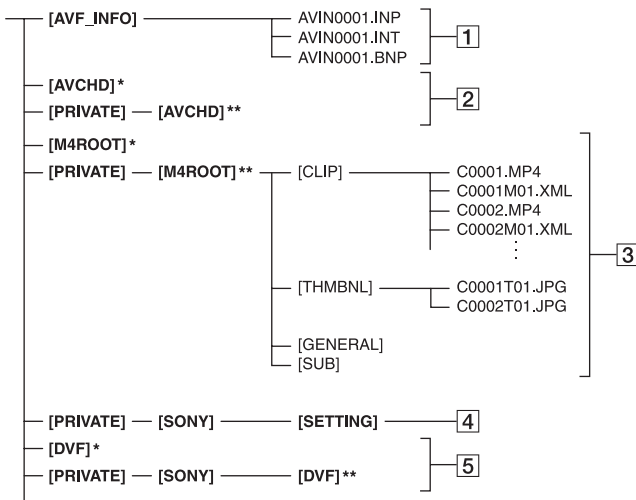 [AVF_INFO] AVIN0001.INP
AVIN0001.INT
AVIN0001.BNP
1
[AVCHD]*
[PRIVATE] [AVCHD]**
2
[M4ROOT]*
[PRIVATE] [M4ROOT]** [CLIP] C0001.MP4
C0001M01.XML
C0002.MP4
C0002M01.XML
3
[THMBNL] C0001T01.JPG
C0002T01.JPG
[GENERAL]
[SUB]
[PRIVATE] [SONY] [SETTING] 4
[DVF]*
[PRIVATE] [SONY] [DVF]**
5